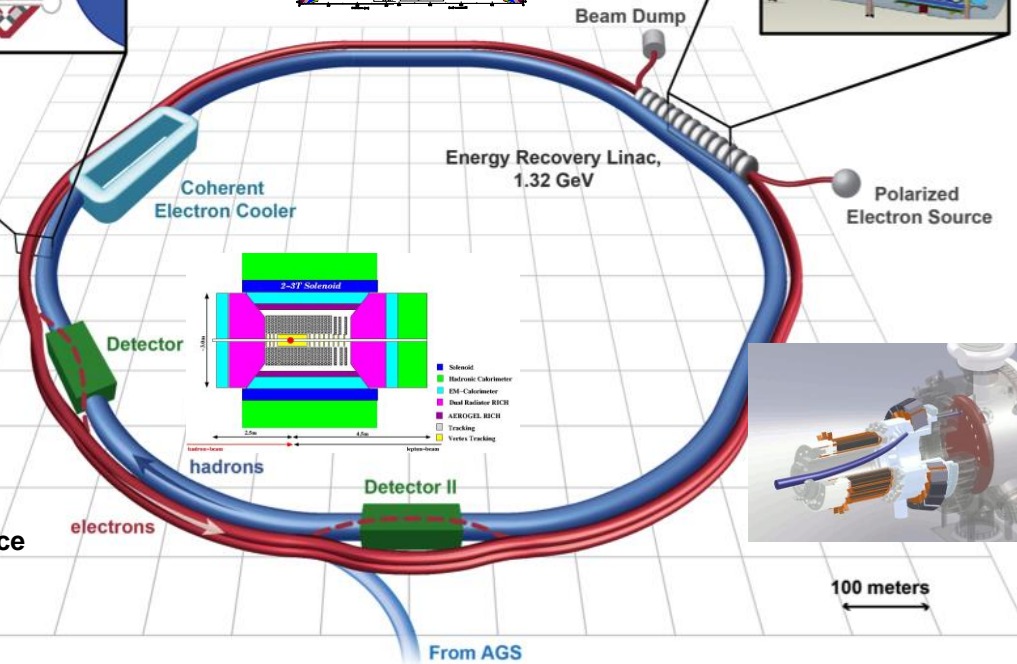 Beam Dump
Energy Recovery Linac,
1.32 GeV
Polarized
Electron Source
Coherent
Electron Cooler
2-3T Solenoid
~3.0m
Detector
Solenoid
Hadronic Calorimeter
EM-Calorimeter
Dual Radiator RICH
AEROGEL RICH
Tracking
Vertex Tracking
2.5m
4.5m
hadron-beam
lepton-beam
hadrons
Detector II
electrons
ce
100 meters
From AGS